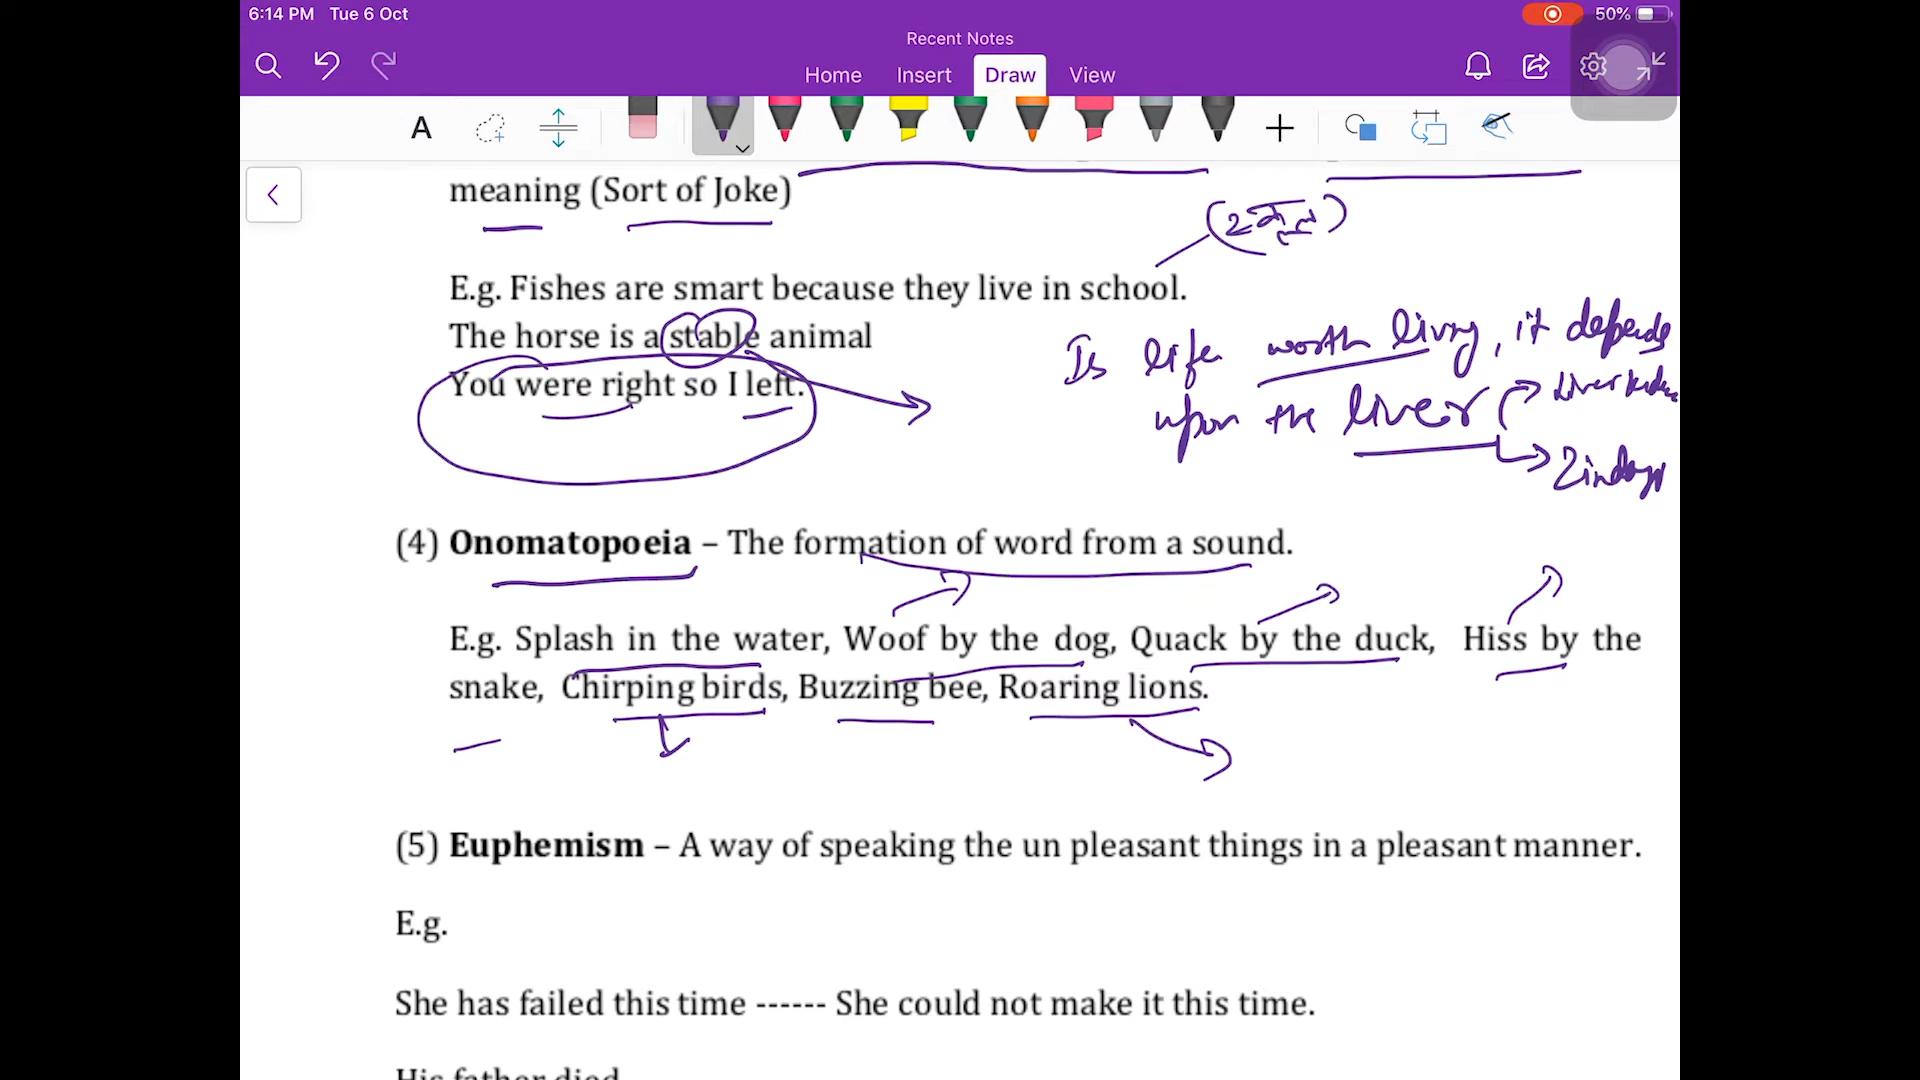 6:14 PM Tue 6 Oct
50%
Recent Notes
Home Insert Draw View
A
meaning (Sort of Joke)
E.g. Fishes are smart because they live in school.
The horse is a stable animal
You were right so I left.
Is life worth living, it depends
upon the liver
(4) Onomatopoeia – The formation of word from a sound.
E.g. Splash in the water, Woof by the dog, Quack by the duck, Hiss by the
snake, Chirping birds, Buzzing bee, Roaring lions.
(5) Euphemism – A way of speaking the un pleasant things in a pleasant manner.
E.g.
She has failed this time ------ She could not make it this time.
His father died